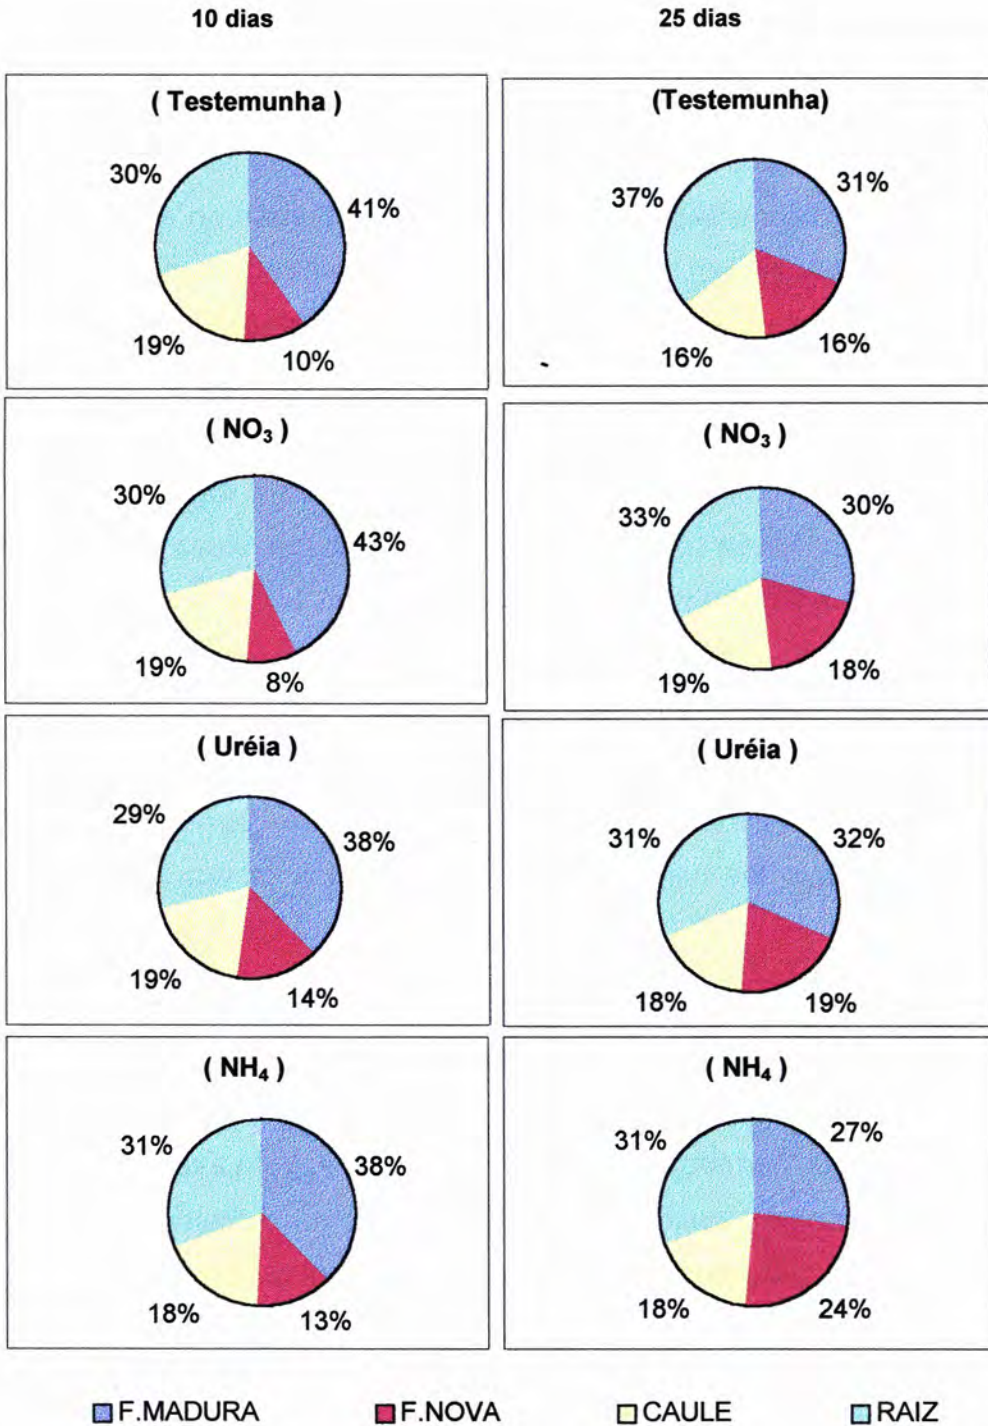 10 dias
25 dias
( Testemunha )
30%
41%
19%
10%
(Testemunha)
37%
31%
16%
16%
( NO₃ )
30%
43%
19%
8%
( NO₃ )
33%
30%
19%
18%
( Uréia )
29%
38%
19%
14%
( Uréia )
31%
32%
18%
19%
( NH₄ )
31%
38%
18%
13%
( NH₄ )
31%
27%
18%
24%
F.MADURA
F.NOVA
CAULE
RAIZ